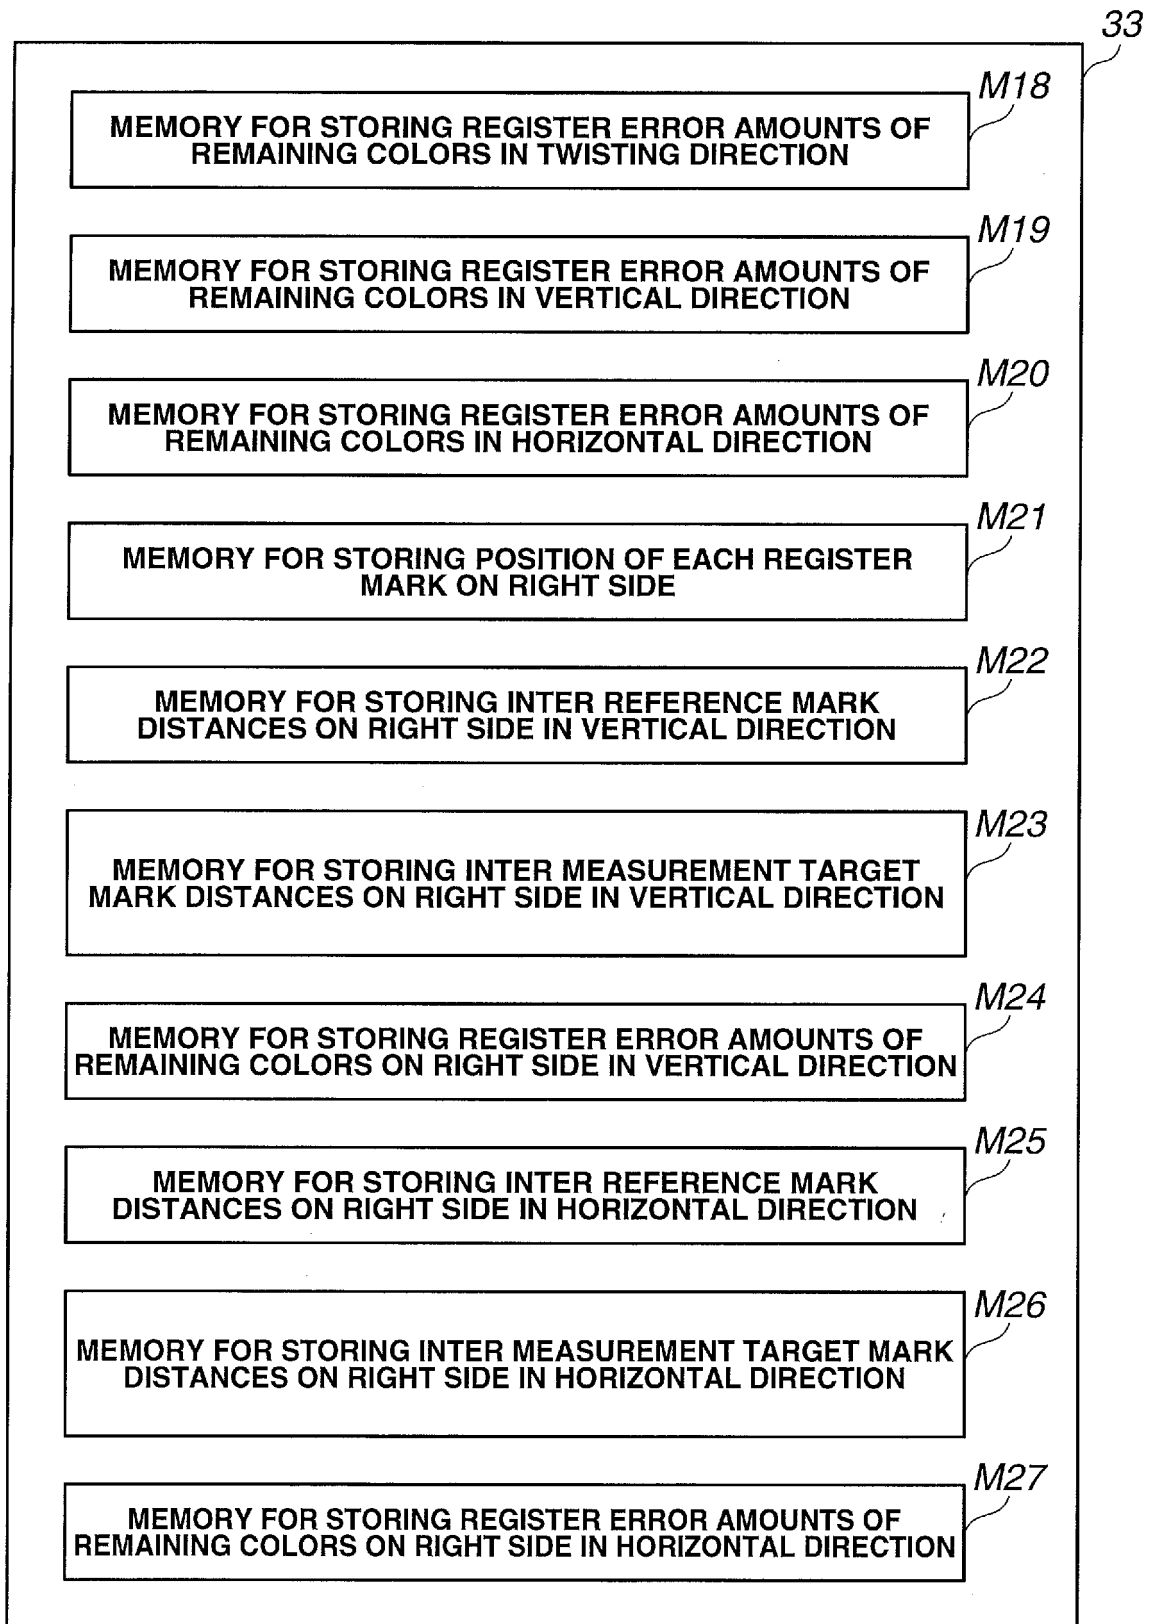 33
M18
MEMORY FOR STORING REGISTER ERROR AMOUNTS OF
REMAINING COLORS IN TWISTING DIRECTION
M19
MEMORY FOR STORING REGISTER ERROR AMOUNTS OF
REMAINING COLORS IN VERTICAL DIRECTION
M20
MEMORY FOR STORING REGISTER ERROR AMOUNTS OF
REMAINING COLORS IN HORIZONTAL DIRECTION
M21
MEMORY FOR STORING POSITION OF EACH REGISTER
MARK ON RIGHT SIDE
M22
MEMORY FOR STORING INTER REFERENCE MARK
DISTANCES ON RIGHT SIDE IN VERTICAL DIRECTION
M23
MEMORY FOR STORING INTER MEASUREMENT TARGET
MARK DISTANCES ON RIGHT SIDE IN VERTICAL DIRECTION
M24
MEMORY FOR STORING REGISTER ERROR AMOUNTS OF
REMAINING COLORS ON RIGHT SIDE IN VERTICAL DIRECTION
M25
MEMORY FOR STORING INTER REFERENCE MARK
DISTANCES ON RIGHT SIDE IN HORIZONTAL DIRECTION
M26
MEMORY FOR STORING INTER MEASUREMENT TARGET MARK
DISTANCES ON RIGHT SIDE IN HORIZONTAL DIRECTION
M27
MEMORY FOR STORING REGISTER ERROR AMOUNTS OF
REMAINING COLORS ON RIGHT SIDE IN HORIZONTAL DIRECTION